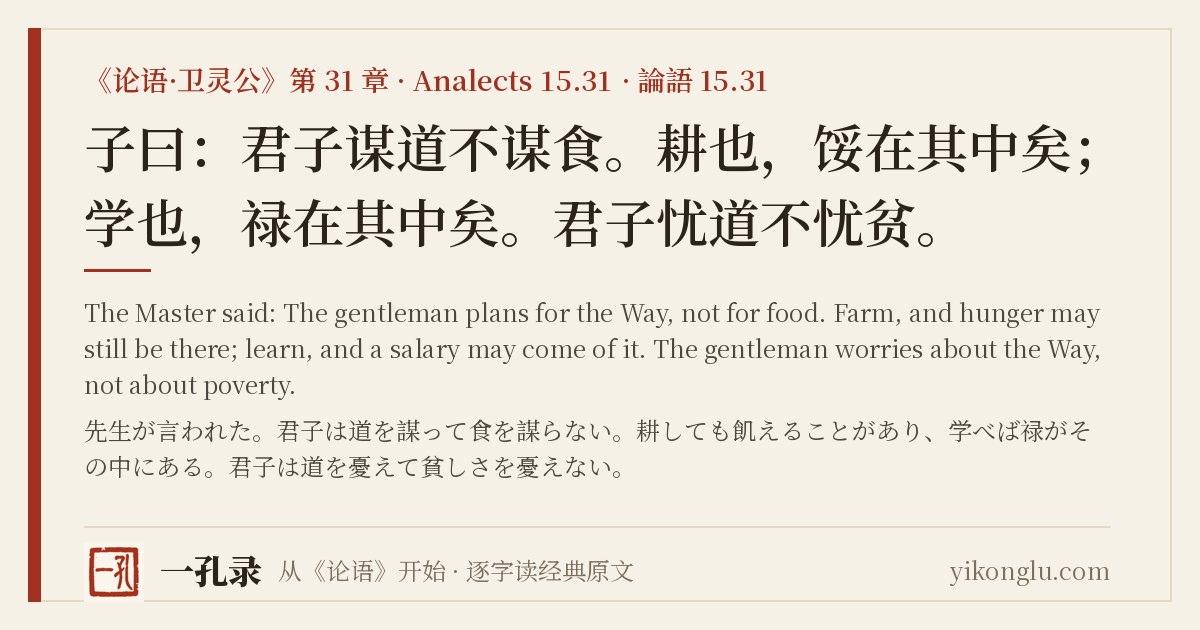 《论语·卫灵公》第 31 章 · Analects 15.31 · 論語 15.31
子曰：君子谋道不谋食。耕也，馁在其中矣；
学也，禄在其中矣。君子忧道不忧贫。
The Master said: The gentleman plans for the Way, not for food. Farm, and hunger may
still be there; learn, and a salary may come of it. The gentleman worries about the Way,
not about poverty.
先生が言われた。君子は道を謀って食を謀らない。耕しても飢えることがあり、学べば禄がそ
の中にある。君子は道を憂えて貧しさを憂えない。
一孔
一孔录 从《论语》开始 · 逐字读经典原文 yikonglu.com